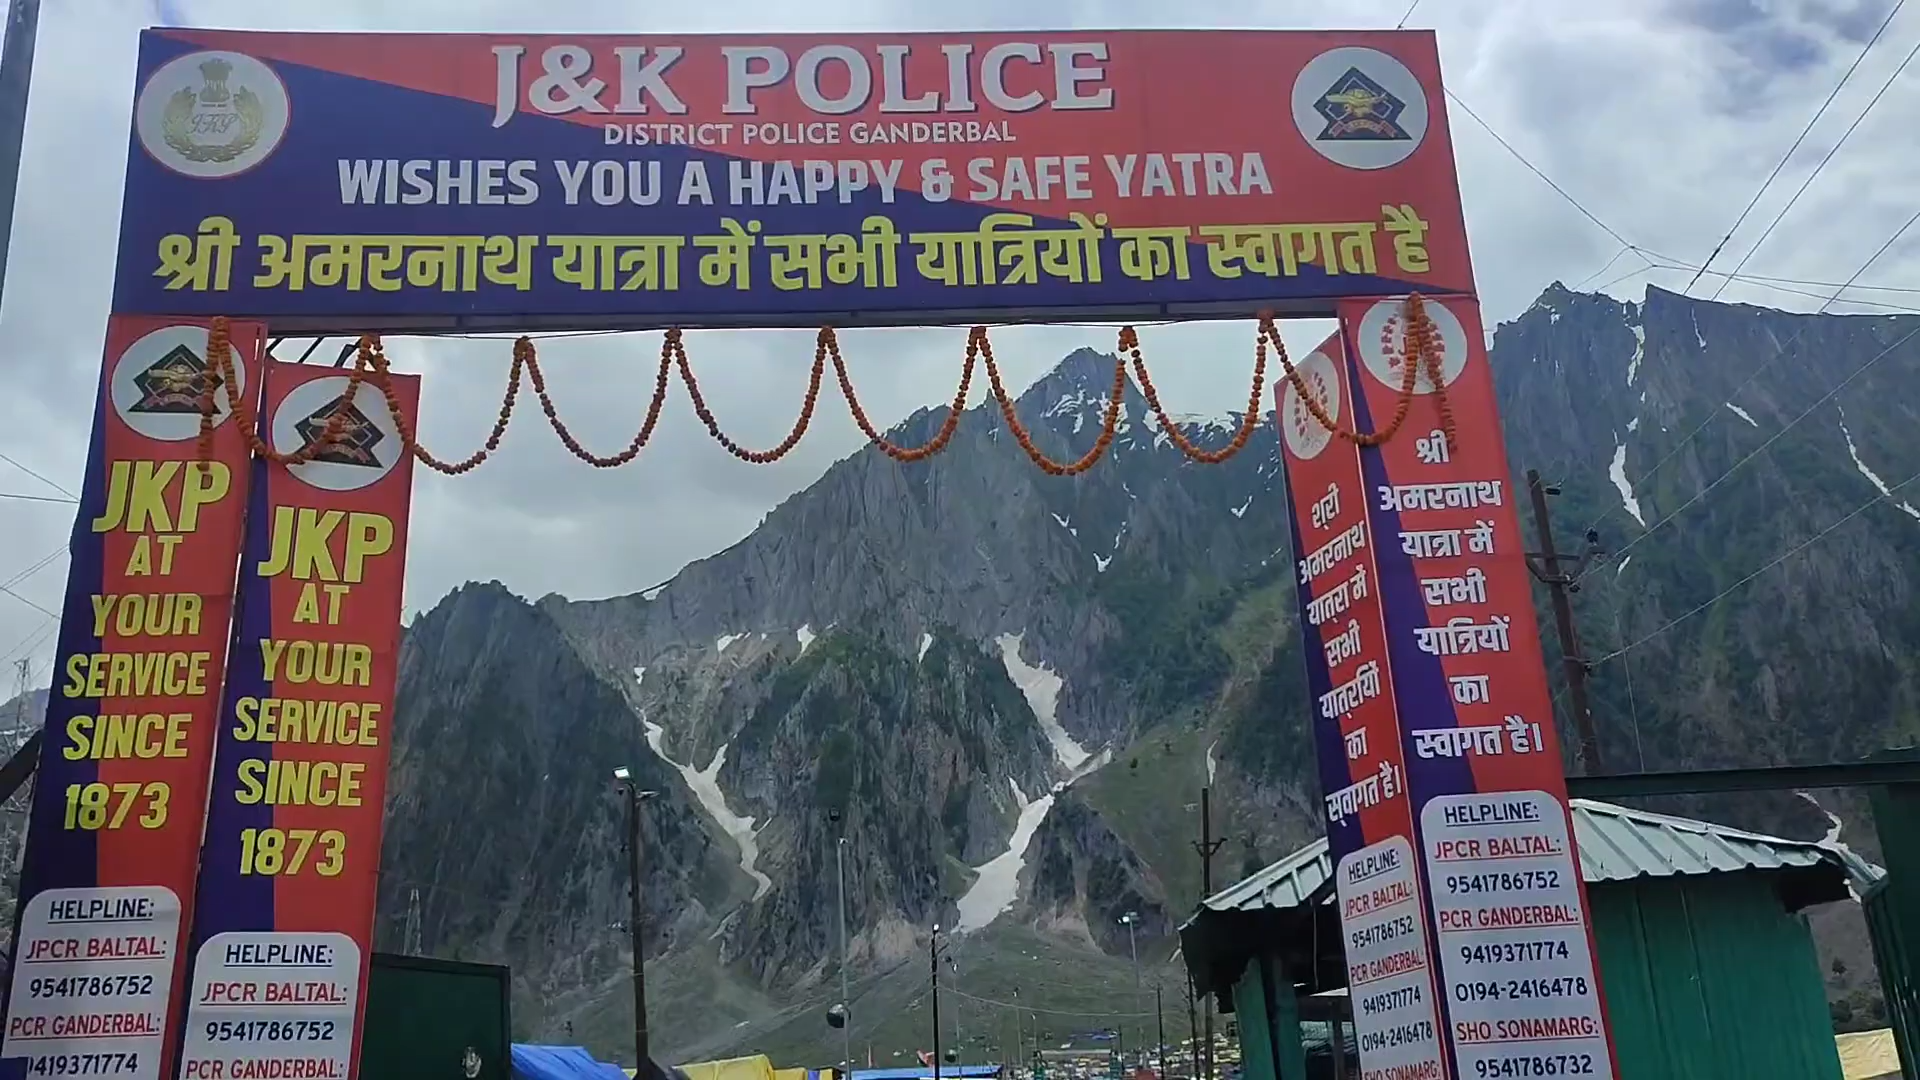 J&K POLICE
DISTRICT POLICE GANDERBAL
WISHES YOU A HAPPY & SAFE YATRA
श्री अमरनाथ यात्रा में सभी यात्रियों का स्वागत है
JKP
AT
YOUR
SERVICE
SINCE
1873
HELPLINE:
JPCR BALTAL:
9541786752
PCR GANDERBAL:
9419371774
JKP
AT
YOUR
SERVICE
SINCE
1873
HELPLINE:
JPCR BALTAL:
9541786752
PCR GANDERBAL:
श्री
अमरनाथ
यात्रा में
सभी
यात्रियों
का
स्वागत है।
HELPLINE:
JPCR BALTAL:
9541786752
PCR GANDERBAL:
9419371774
0194-2416478
SHO SONAMARG:
श्री
अमरनाथ
यात्रा में
सभी
यात्रियों
का
स्वागत है।
HELPLINE:
JPCR BALTAL:
9541786752
PCR GANDERBAL:
9419371774
0194-2416478
SHO SONAMARG:
9541786732